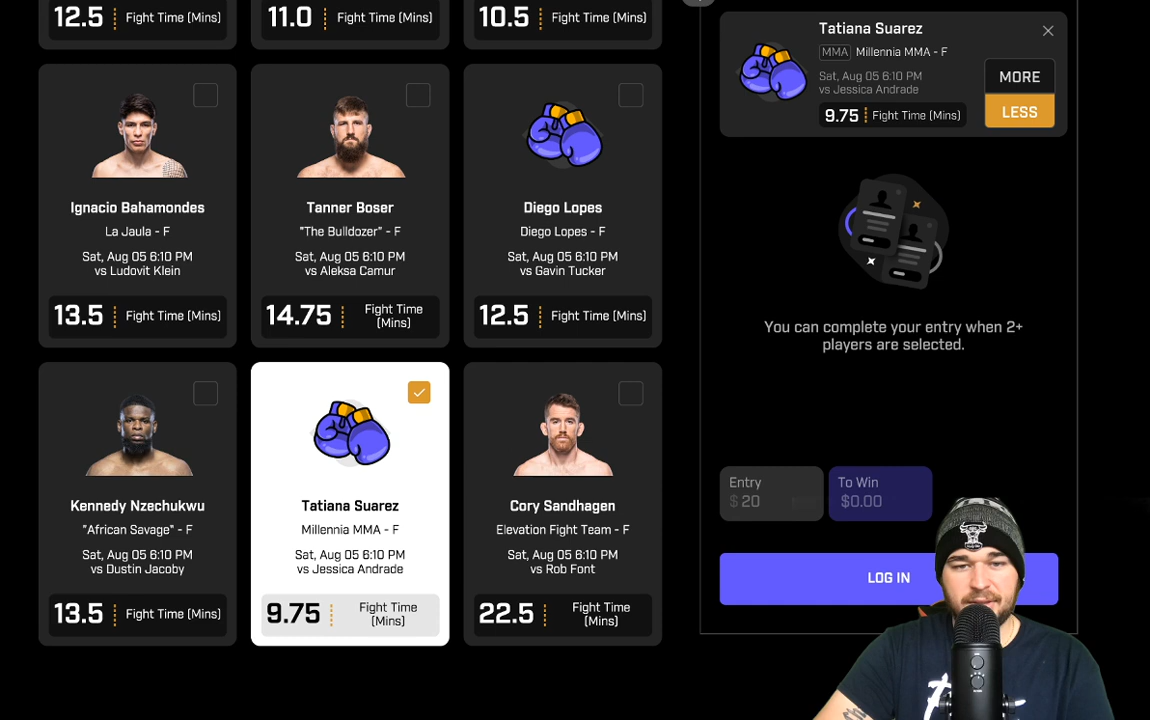 12.5 Fight Time (Mins)
11.0 Fight Time (Mins)
10.5 Fight Time (Mins)
Ignacio Bahamondes
La Jaula - F
Sat, Aug 05 6:10 PM
vs Ludovit Klein
13.5 Fight Time (Mins)
Tanner Boser
"The Bulldozer" - F
Sat, Aug 05 6:10 PM
vs Aleksa Camur
14.75 Fight Time
(Mins)
Diego Lopes
Diego Lopes - F
Sat, Aug 05 6:10 PM
vs Gavin Tucker
12.5 Fight Time (Mins)
Kennedy Nzechukwu
"African Savage" - F
Sat, Aug 05 6:10 PM
vs Dustin Jacoby
13.5 Fight Time (Mins)
Tatiana Suarez
Millennia MMA - F
Sat, Aug 05 6:10 PM
vs Jessica Andrade
9.75 Fight Time
(Mins)
Cory Sandhagen
Elevation Fight Team - F
Sat, Aug 05 6:10 PM
vs Rob Font
22.5 Fight Time
(Mins)
Tatiana Suarez
MMA Millennia MMA - F
Sat, Aug 05 6:10 PM
vs Jessica Andrade
9.75 Fight Time (Mins)
MORE
LESS
You can complete your entry when 2+
players are selected.
Entry
$ 20
To Win
$0.00
LOG IN